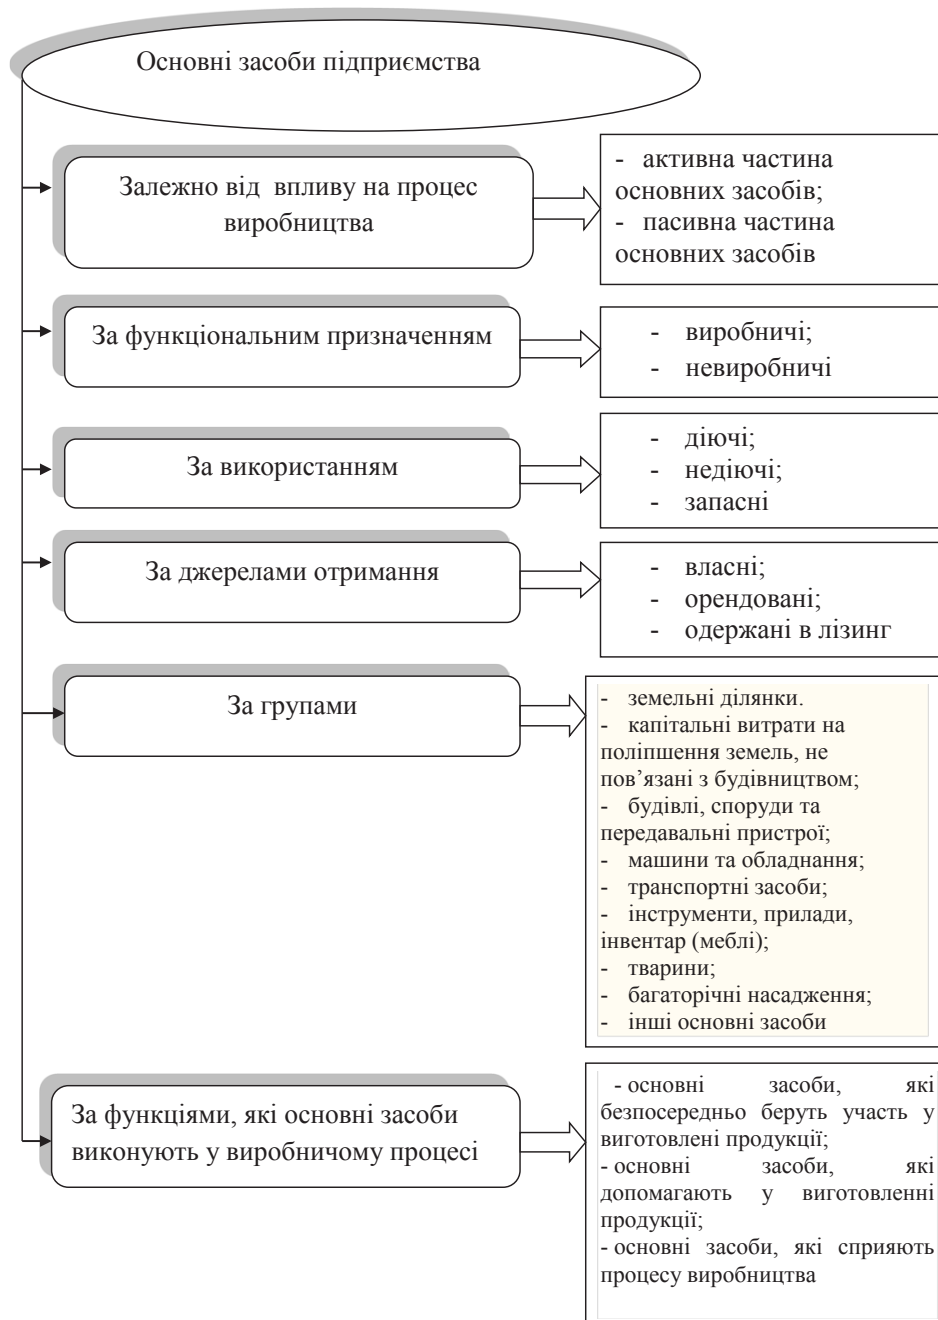 Основні засоби підприємства
Залежно від впливу на процес
виробництва
- активна частина
основних засобів;
- пасивна частина
основних засобів
За функціональним призначенням
- виробничі;
- невиробничі
За використанням
- діючі;
- недіючі;
- запасні
За джерелами отримання
- власні;
- орендовані;
- одержані в лізинг
За групами
- земельні ділянки.
- капітальні витрати на
поліпшення земель, не
пов’язані з будівництвом;
- будівлі, споруди та
передавальні пристрої;
- машини та обладнання;
- транспортні засоби;
- інструменти, прилади,
інвентар (меблі);
- тварини;
- багаторічні насадження;
- інші основні засоби
За функціями, які основні засоби
виконують у виробничому процесі
- основні засоби, які
безпосередньо беруть участь у
виготовлені продукції;
- основні засоби, які
допомагають у виготовленні
продукції;
- основні засоби, які сприяють
процесу виробництва